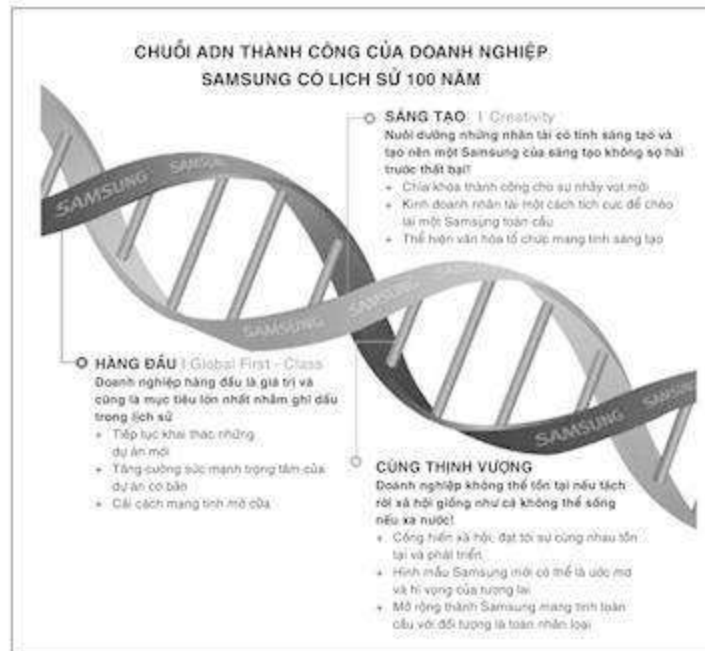 CHUỖI ADN THÀNH CÔNG CỦA DOANH NGHIỆP
SAMSUNG CÓ LỊCH SỬ 100 NĂM
SÁNG TẠO | Creativity
Nuôi dưỡng những nhân tài có tính sáng tạo và
tạo nên một Samsung của sáng tạo không sợ hãi
trước thất bại!
+ Chìa khóa thành công cho sự nhảy vọt mới
+ Kinh doanh nhân tài một cách tích cực để chèo
lái một Samsung toàn cầu
+ Thể hiện văn hóa tổ chức mang tính sáng tạo
SAMSUNG
SAMSUNG
SAMSUNG
SAMSUNG
SAMSUNG
HÀNG ĐẦU | Global First - Class
Doanh nghiệp hàng đầu là giá trị và
cũng là mục tiêu lớn nhất nhằm ghi dấu
trong lịch sử
+ Tiếp tục khai thác những
dự án mới
+ Tăng cường sức mạnh trọng tâm của
dự án cơ bản
+ Cải cách mang tính mở cửa
SAMSUNG
SAMSUNG
CÙNG THỊNH VƯỢNG
Doanh nghiệp không thể tồn tại nếu tách
rời xã hội giống như cá không thể sống
nếu xa nước!
+ Cống hiến xã hội, đạt tới sự cùng nhau tồn
tại và phát triển
+ Hình mẫu Samsung mới có thể là ước mơ
và hi vọng của tương lai
+ Mở rộng thành Samsung mang tính toàn
cầu với đối tượng là toàn nhân loại